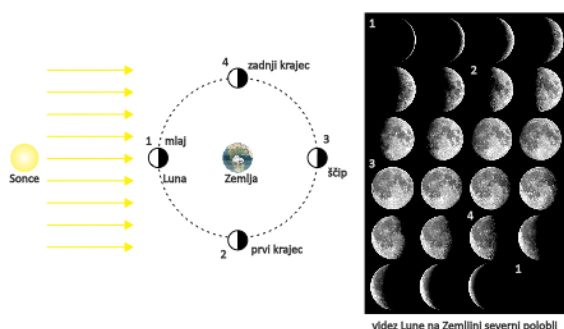 4
zadnji krajec
1
mlaj
3
Sonce
Luna
Zemlja
ščip
2
prvi krajec
1
2
3
4
1
videz Lune na Zemljini severni polobli